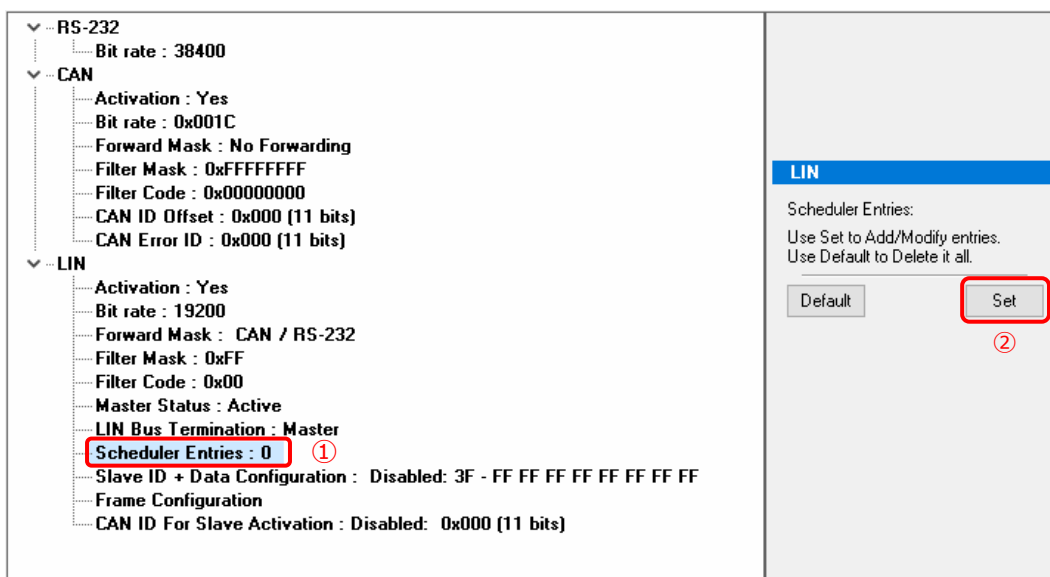 RS-232
Bit rate : 38400
CAN
Activation : Yes
Bit rate : 0x001C
Forward Mask : No Forwarding
Filter Mask : 0xFFFFFFFF
Filter Code : 0x00000000
CAN ID Offset : 0x000 (11 bits)
CAN Error ID : 0x000 (11 bits)
LIN
Activation : Yes
Bit rate : 19200
Forward Mask :  CAN / RS-232
Filter Mask : 0xFF
Filter Code : 0x00
Master Status : Active
LIN Bus Termination : Master
Scheduler Entries : 0 ①
Slave ID + Data Configuration :  Disabled: 3F - FF FF FF FF FF FF FF FF
Frame Configuration
CAN ID For Slave Activation : Disabled:  0x000 (11 bits)
LIN
Scheduler Entries:
Use Set to Add/Modify entries.
Use Default to Delete it all.
Default Set
②